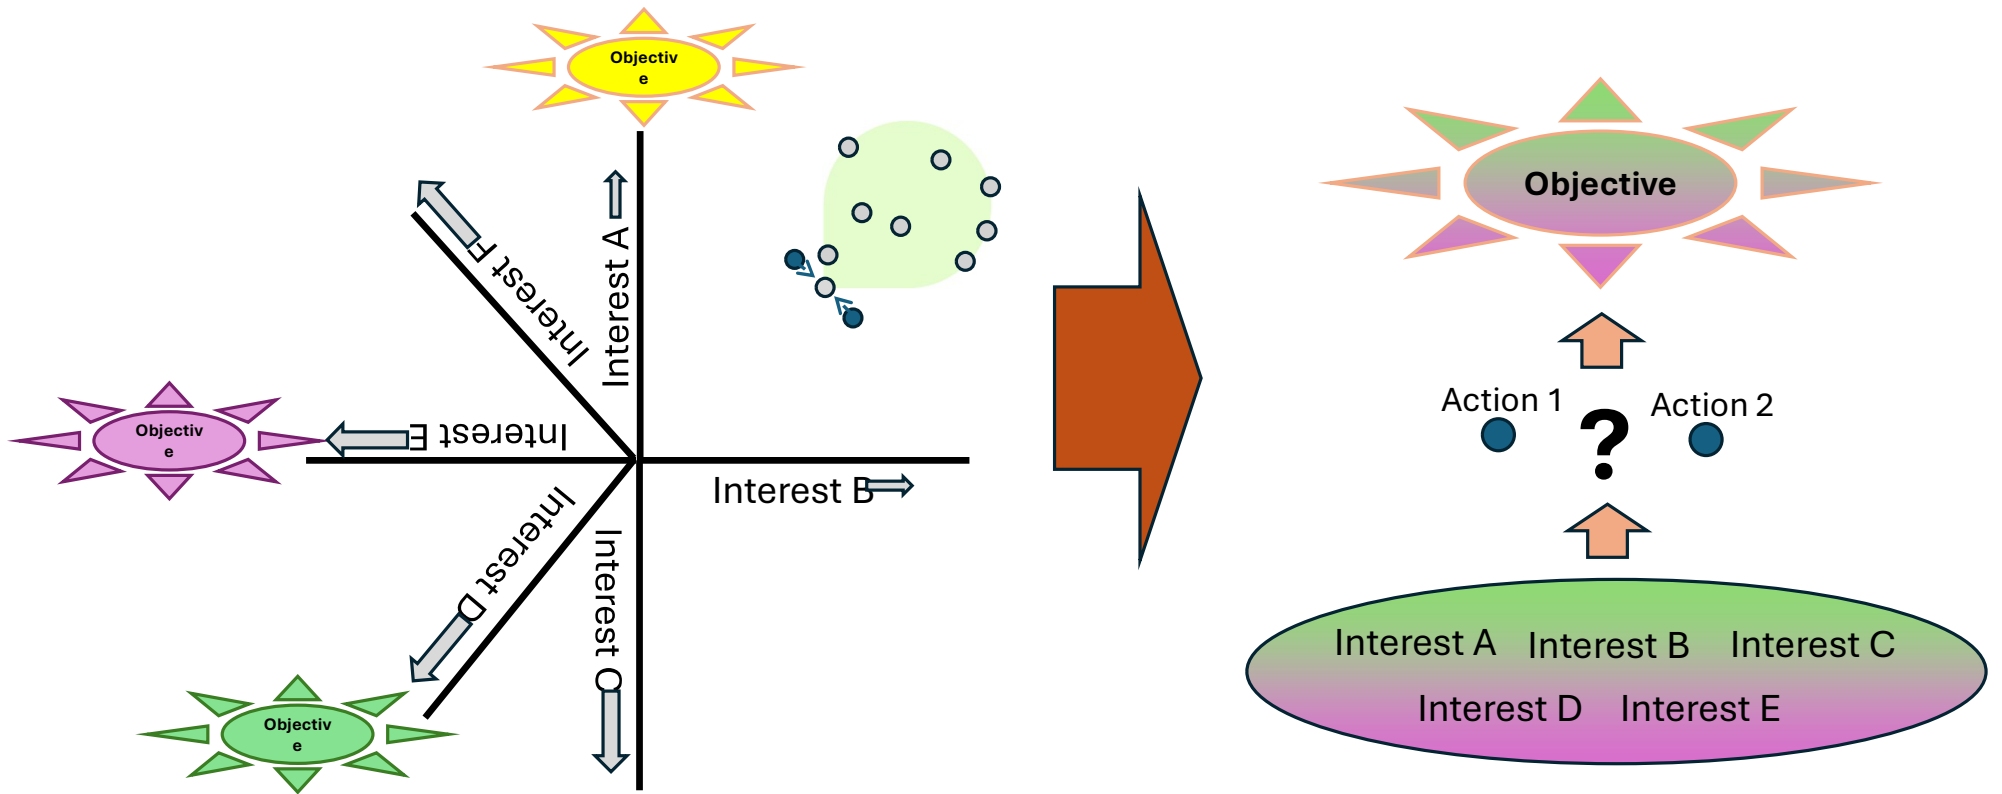 Objectiv
e
Interest F
Interest A
Objectiv
e
Interest E
Interest B
Interest D
Interest C
Objectiv
e
Objective
Action 1
?
Action 2
Interest A
Interest B
Interest C
Interest D
Interest E